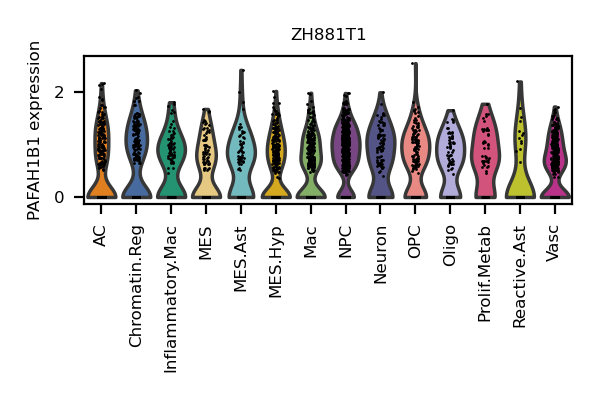 ZH881T1
PAFAH1B1 expression
2
0
AC
Chromatin.Reg
Inflammatory.Mac
MES
MES.Ast
MES.Hyp
Mac
NPC
Neuron
OPC
Oligo
Prolif.Metab
Reactive.Ast
Vasc